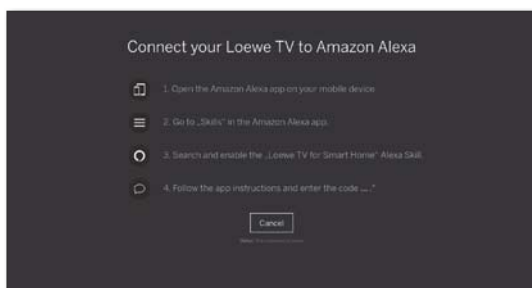 Connect your Loewe TV to Amazon Alexa
1. Open the Amazon Alexa app on your mobile device
2. Go to „Skills" in the Amazon Alexa app.
3. Search and enable the „Loewe TV for Smart Home" Alexa Skill.
4. Follow the app instructions and enter the code .... ."
Cancel